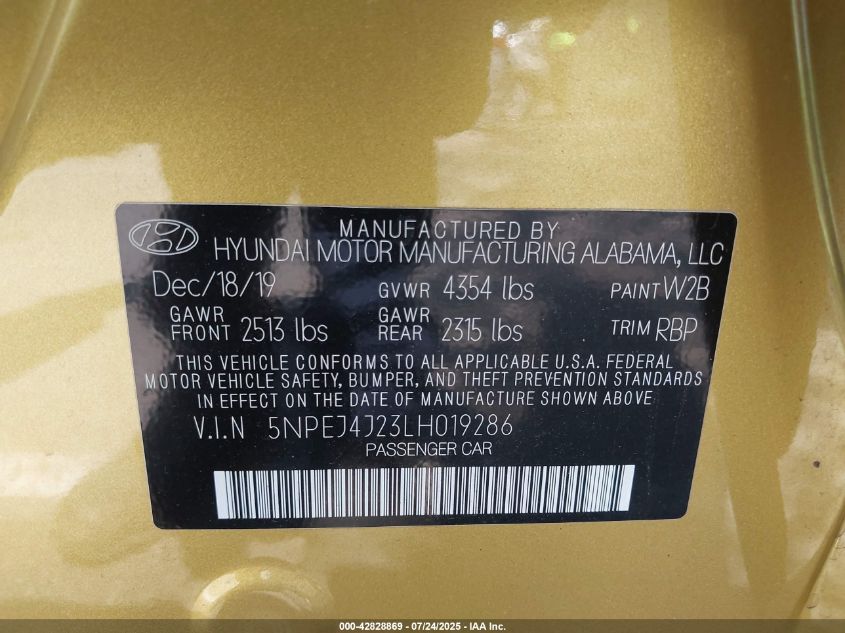 MANUFACTURED BY
HYUNDAI MOTOR MANUFACTURING ALABAMA, LLC
Dec/18/19 GVWR 4354 lbs PAINT W2B
GAWR FRONT 2513 lbs GAWR REAR 2315 lbs TRIM RBP
THIS VEHICLE CONFORMS TO ALL APPLICABLE U.S.A. FEDERAL
MOTOR VEHICLE SAFETY, BUMPER, AND THEFT PREVENTION STANDARDS
IN EFFECT ON THE DATE OF MANUFACTURE SHOWN ABOVE.
V.I.N 5NPEJ4J23LH019286
PASSENGER CAR
000-42828869 - 07/24/2025 - IAA Inc.